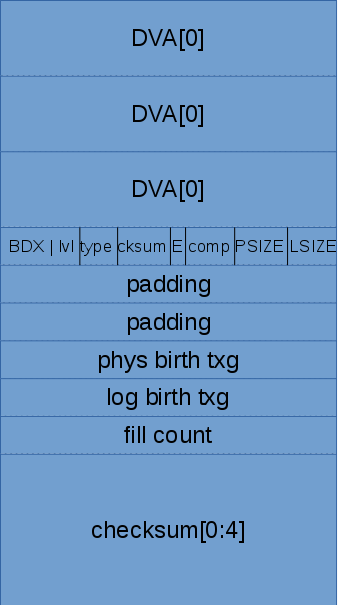 DVA[0]
DVA[0]
DVA[0]
BDX | lvl type cksum E comp PSIZE LSIZE
padding
padding
phys birth txg
log birth txg
fill count
checksum[0:4]